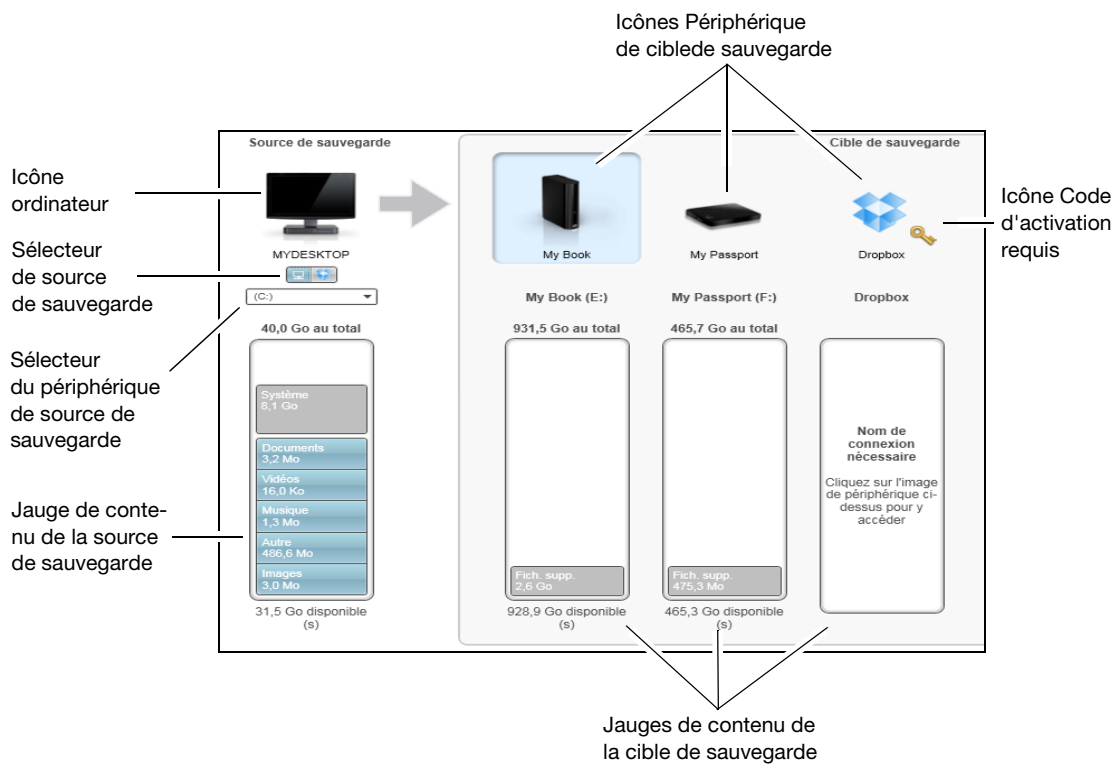 Icônes Périphérique
de ciblede sauvegarde
Source de sauvegarde
Cible de sauvegarde
Icône
ordinateur
Icône Code
d'activation
requis
MYDESKTOP
My Book
My Passport
Dropbox
Sélecteur
de source
de sauvegarde
(C:)
My Book (E:)
My Passport (F:)
Dropbox
40,0 Go au total
931,5 Go au total
465,7 Go au total
Sélecteur
du périphérique
de source de
sauvegarde
Système
8,1 Go
Documents
3,2 Mo
Vidéos
16,0 Ko
Musique
1,3 Mo
Autre
486,6 Mo
Images
3,0 Mo
Nom de
connexion
nécessaire
Cliquez sur l'image
de périphérique ci-
dessus pour y
accéder
Jauge de conte-
nu de la source
de sauvegarde
Fich. supp.
2,6 Go
Fich. supp.
475,3 Mo
31,5 Go disponible
(s)
928,9 Go disponible
(s)
465,3 Go disponible
(s)
Jauges de contenu de
la cible de sauvegarde